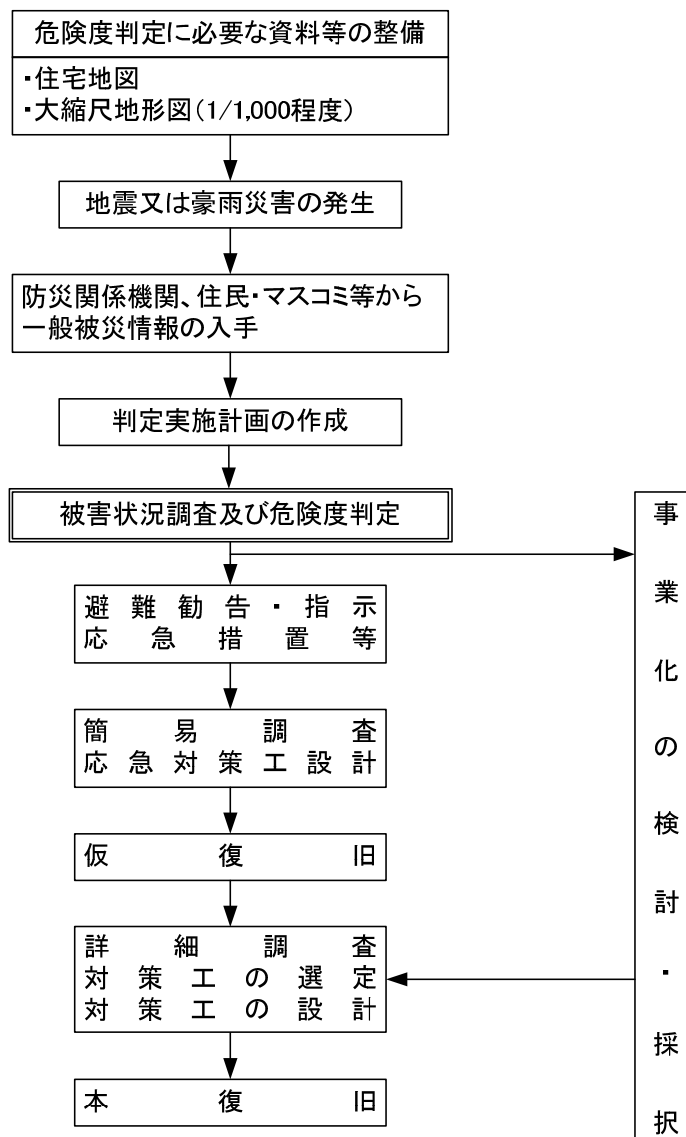 危険度判定に必要な資料等の整備
・住宅地図
・大縮尺地形図(1/1,000程度)
地震又は豪雨災害の発生
防災関係機関、住民・マスコミ等から
一般被災情報の入手
判定実施計画の作成
被害状況調査及び危険度判定
避難勧告・指示
応急措置等
簡易調査
応急対策工設計
仮復旧
詳細調査
対策工の選定
対策工の設計
本復旧
事業化の検討・採択